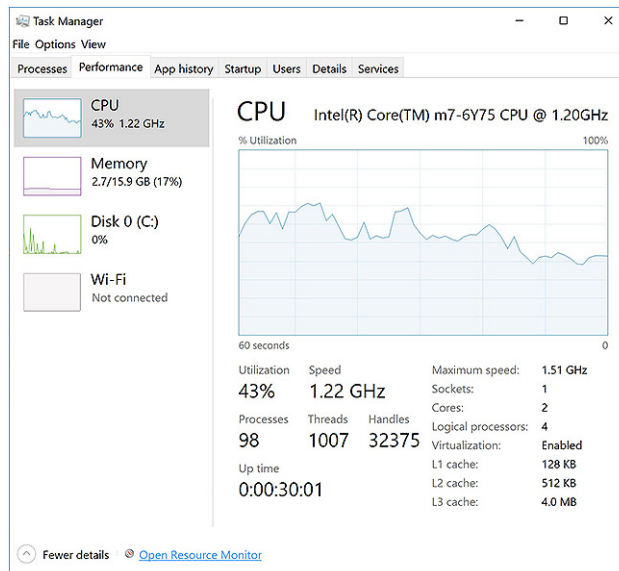 Task Manager
File Options View
Processes Performance App history Startup Users Details Services
CPU
43% 1.22 GHz
Memory
2.7/15.9 GB (17%)
Disk 0 (C:)
0%
Wi-Fi
Not connected
CPU Intel(R) Core(TM) m7-6Y75 CPU @ 1.20GHz
% Utilization 100%
60 seconds 0
Utilization Speed
43% 1.22 GHz
Processes Threads Handles
98 1007 32375
Up time
0:00:30:01
Maximum speed: 1.51 GHz
Sockets: 1
Cores: 2
Logical processors: 4
Virtualization: Enabled
L1 cache: 128 KB
L2 cache: 512 KB
L3 cache: 4.0 MB
Fewer details Open Resource Monitor